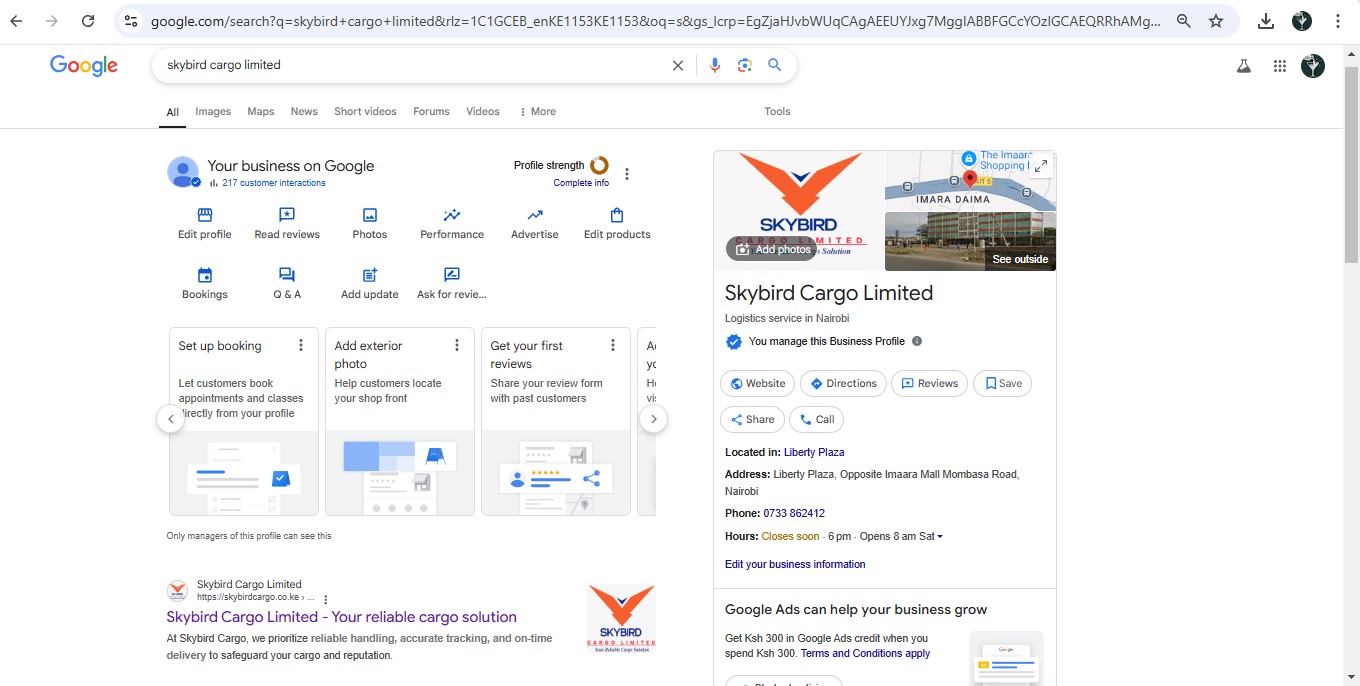 google.com/search?q=skybird+cargo+limited&rlz=1C1GCEB_enKE1153KE1153&oq=s&gs_lcrp=EgZjaHJvbWUqCAgAEEUYJxg7MggIABBFGCcYOzIGCAEQRRhAMg...
Google
skybird cargo limited
All Images Maps News Short videos Forums Videos More Tools
Your business on Google
217 customer interactions
Profile strength
Complete info
Edit profile Read reviews Photos Performance Advertise Edit products
Bookings Q & A Add update Ask for revie...
Set up booking
Let customers book
appointments and classes
directly from your profile
Add exterior
photo
Help customers locate
your shop front
Get your first
reviews
Share your review form
with past customers
Only managers of this profile can see this
Skybird Cargo Limited
https://skybirdcargo.co.ke › ...
Skybird Cargo Limited - Your reliable cargo solution
At Skybird Cargo, we prioritize reliable handling, accurate tracking, and on-time
delivery to safeguard your cargo and reputation.
SKYBIRD
CARGO LIMITED
Your Reliable Cargo Solution
SKYBIRD
CARGO LIMITED
Cargo Solution
Add photos
The Imaara
Shopping
IMARA DAIMA
See outside
Skybird Cargo Limited
Logistics service in Nairobi
You manage this Business Profile
Website Directions Reviews Save
Share Call
Located in: Liberty Plaza
Address: Liberty Plaza, Opposite Imaara Mall Mombasa Road,
Nairobi
Phone: 0733 862412
Hours: Closes soon · 6 pm · Opens 8 am Sat
Edit your business information
Google Ads can help your business grow
Get Ksh 300 in Google Ads credit when you
spend Ksh 300. Terms and Conditions apply
Google